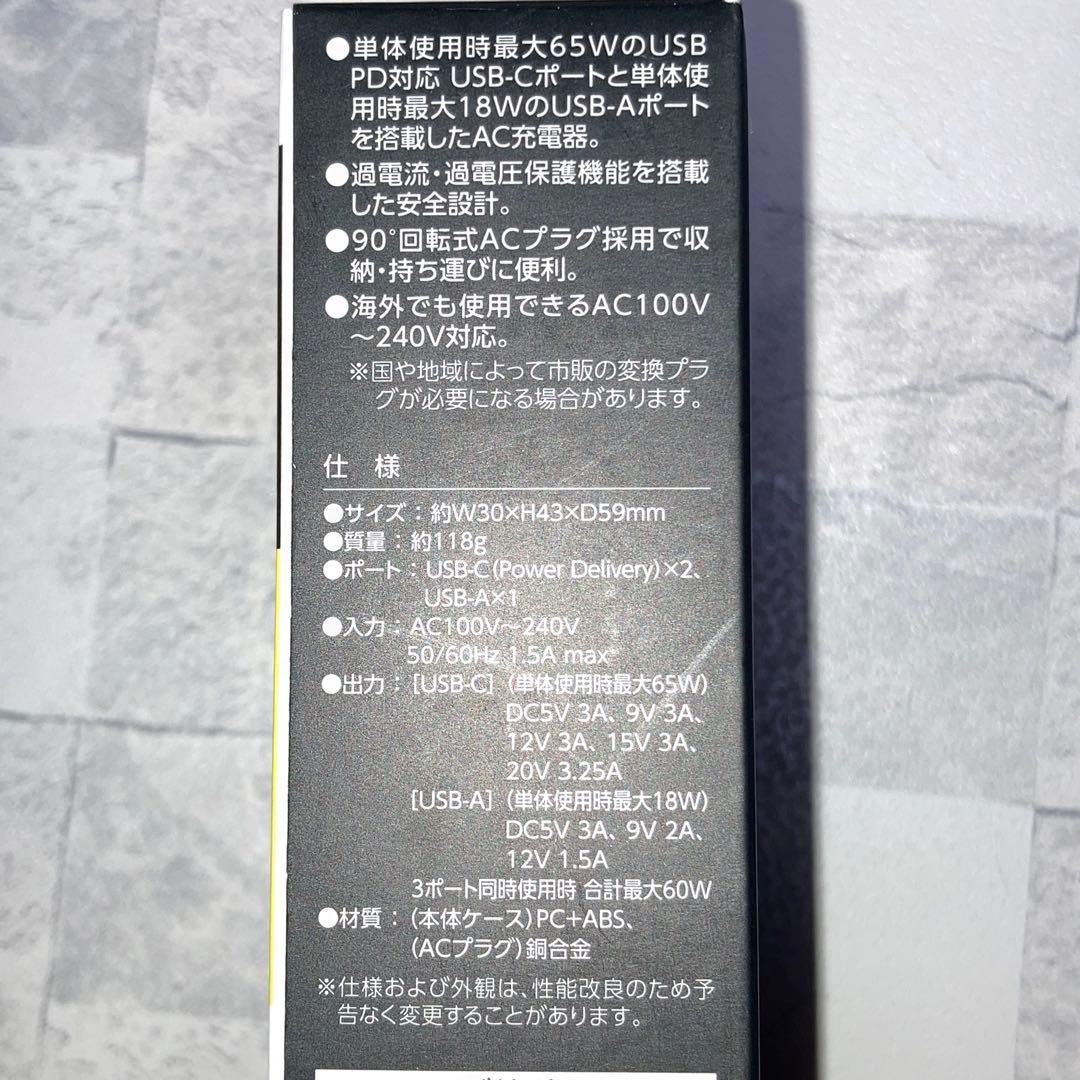 ●単体使用時最大65WのUSB
PD対応 USB-Cポートと単体使
用時最大18WのUSB-Aポート
を搭載したAC充電器。
●過電流・過電圧保護機能を搭載
した安全設計。
●90°回転式ACプラグ採用で収
納・持ち運びに便利。
●海外でも使用できるAC100V
～240V対応。
※国や地域によって市販の変換プラ
グが必要になる場合があります。
仕 様
●サイズ：約W30×H43×D59mm
●質量：約118g
●ポート：USB-C(Power Delivery)×2、
USB-A×1
●入力：AC100V～240V
50/60Hz 1.5A max
●出力：[USB-C]（単体使用時最大65W）
DC5V 3A、9V 3A、
12V 3A、15V 3A、
20V 3.25A
[USB-A]（単体使用時最大18W）
DC5V 3A、9V 2A、
12V 1.5A
3ポート同時使用時 合計最大60W
●材質：（本体ケース）PC+ABS、
（ACプラグ）銅合金
※仕様および外観は、性能改良のため予
告なく変更することがあります。